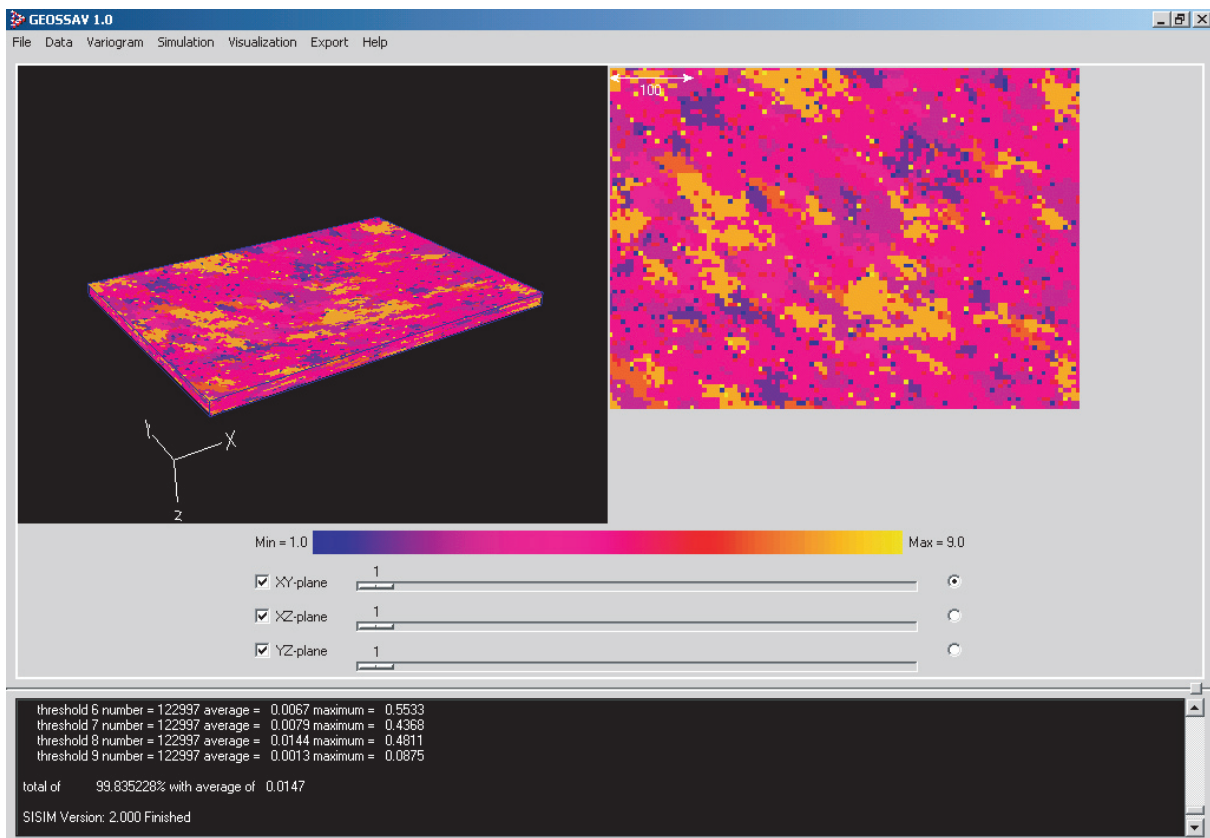 GEOSSAV 1.0
File Data Variogram Simulation Visualization Export Help
100
Y
X
z
Min = 1.0
Max = 9.0
XY-plane 1
XZ-plane 1
YZ-plane 1
threshold 6 number = 122997 average = 0.0067 maximum = 0.5533
threshold 7 number = 122997 average = 0.0079 maximum = 0.4368
threshold 8 number = 122997 average = 0.0144 maximum = 0.4811
threshold 9 number = 122997 average = 0.0013 maximum = 0.0875
total of 99.835228% with average of 0.0147
SISIM Version: 2.000 Finished